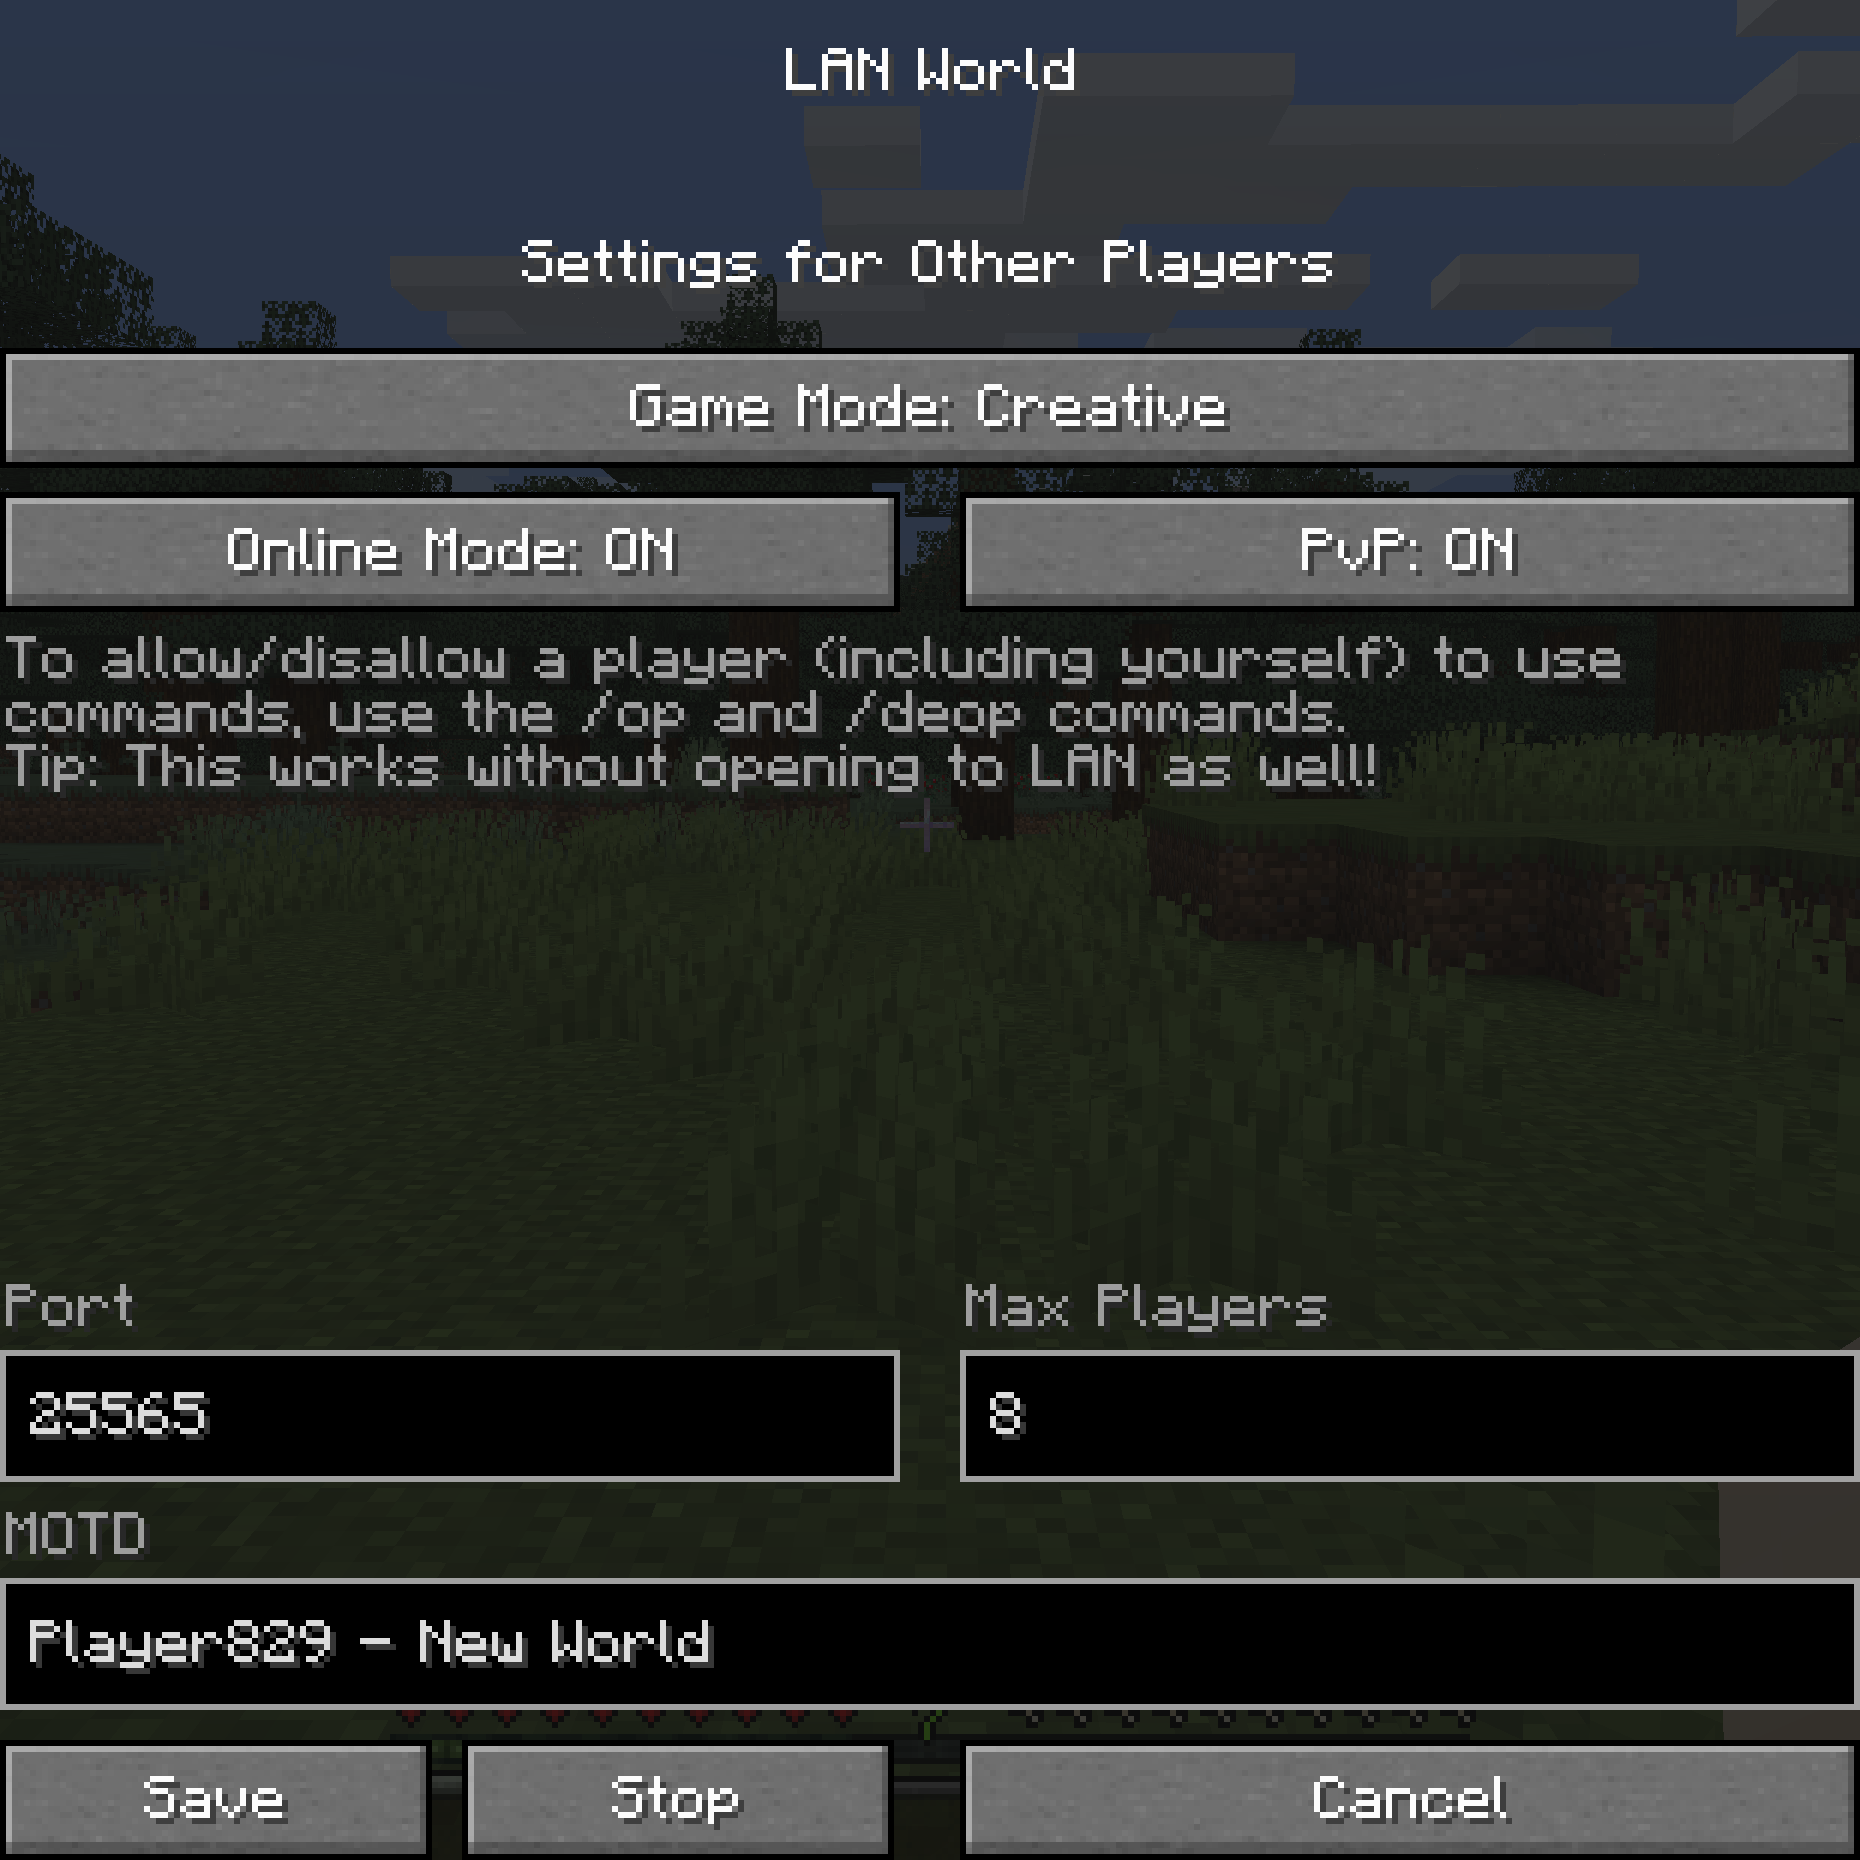 LAN World
Settings for Other Players
Game Mode: Creative
Online Mode: ON
PvP: ON
To allow/disallow a player (including yourself) to use
commands, use the /op and /deop commands.
Tip: This works without opening to LAN as well!
Port
Max Players
25565
8
MOTD
Player829 - New World
Save
Stop
Cancel